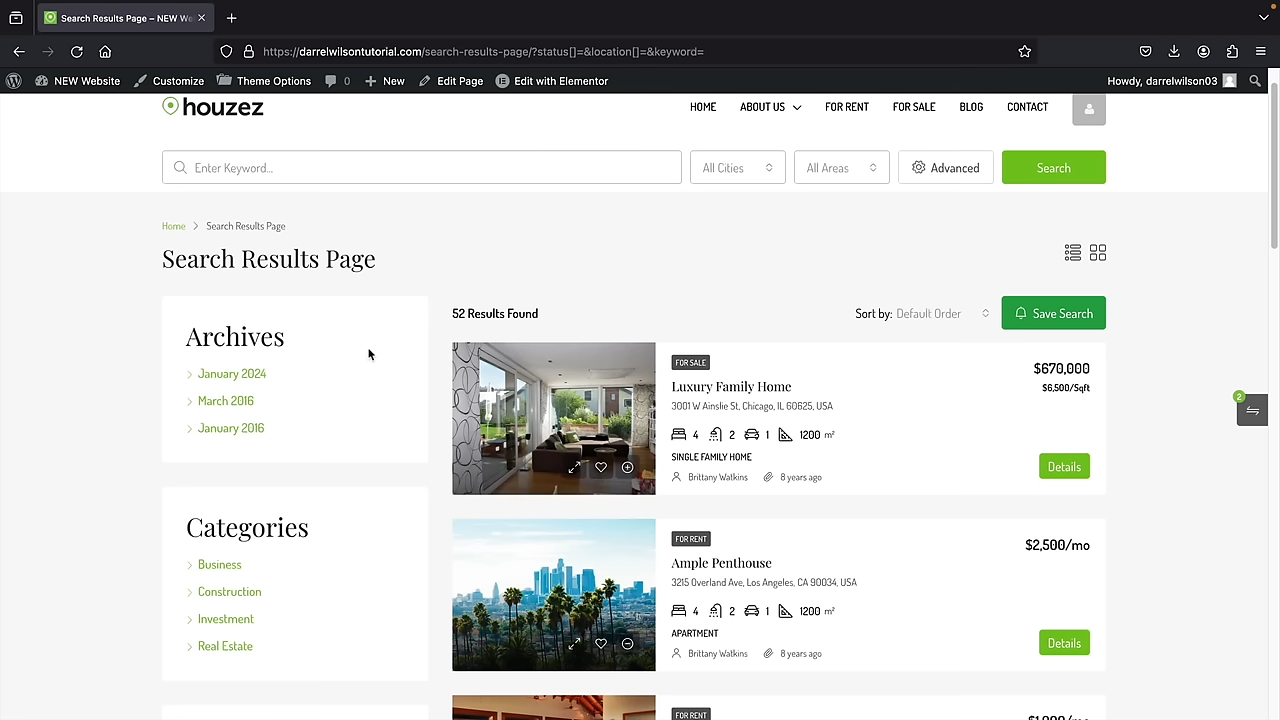 Search Results Page – NEW We
https://darrelwilsontutorial.com/search-results-page/?status[]=&location[]=&keyword=
NEW Website
Customize
Theme Options
0
New
Edit Page
Edit with Elementor
Howdy, darrelwilson03
houzez
HOME
ABOUT US
FOR RENT
FOR SALE
BLOG
CONTACT
Enter Keyword...
All Cities
All Areas
Advanced
Search
Home
Search Results Page
Search Results Page
Archives
January 2024
March 2016
January 2016
Categories
Business
Construction
Investment
Real Estate
52 Results Found
Sort by: Default Order
Save Search
FOR SALE
Luxury Family Home
3001 W Ainslie St, Chicago, IL 60625, USA
4 2 1 1200 m²
SINGLE FAMILY HOME
Brittany Watkins 8 years ago
$670,000
$6,500/Sqft
Details
FOR RENT
Ample Penthouse
3215 Overland Ave, Los Angeles, CA 90034, USA
4 2 1 1200 m²
APARTMENT
Brittany Watkins 8 years ago
$2,500/mo
Details
FOR RENT
2